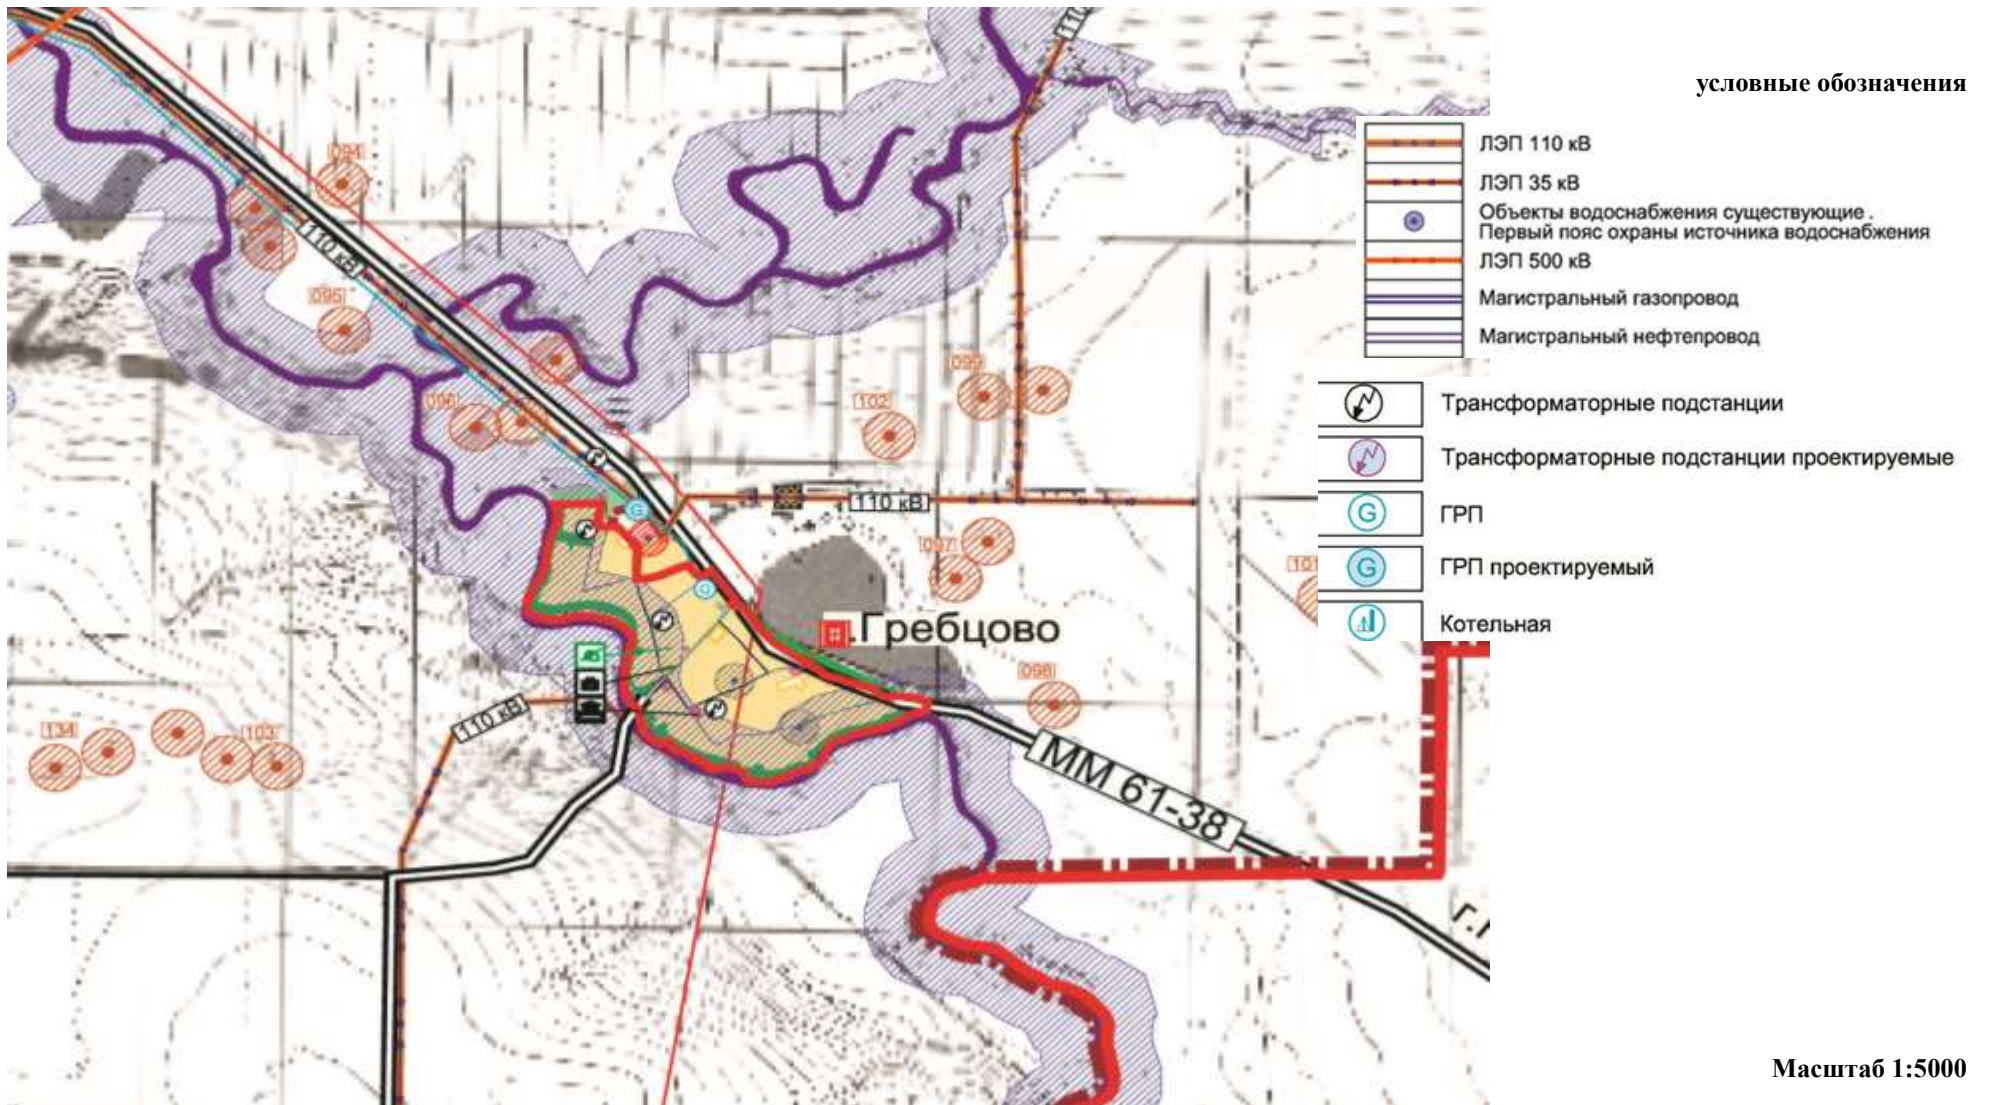 110
условные обозначения
ЛЭП 110 кВ
094
ЛЭП 35 кВ
Объекты водоснабжения существующие .
Первый пояс охраны источника водоснабжения
110 кВ
ЛЭП 500 кВ
095
Магистральный газопровод
Магистральный нефтепровод
099
096
102
Трансформаторные подстанции
Трансформаторные подстанции проектируемые
110 кВ
G
G
ГРП
097
101
G
G
ГРП проектируемый
.Гребцово
Котельная
098
110 кВ
134
103
ММ 61-38
г.
Масштаб 1:5000